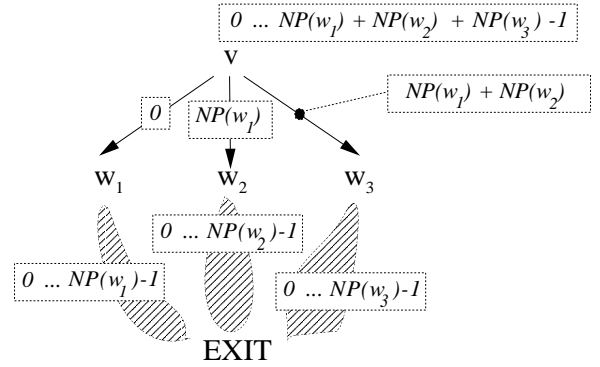 0 ... NP(w₁) + NP(w₂) + NP(w₃) -1
v
0
NP(w₁)
NP(w₁) + NP(w₂)
w₁
w₂
w₃
0 ... NP(w₂)-1
0 ... NP(w₁)-1
0 ... NP(w₃)-1
EXIT